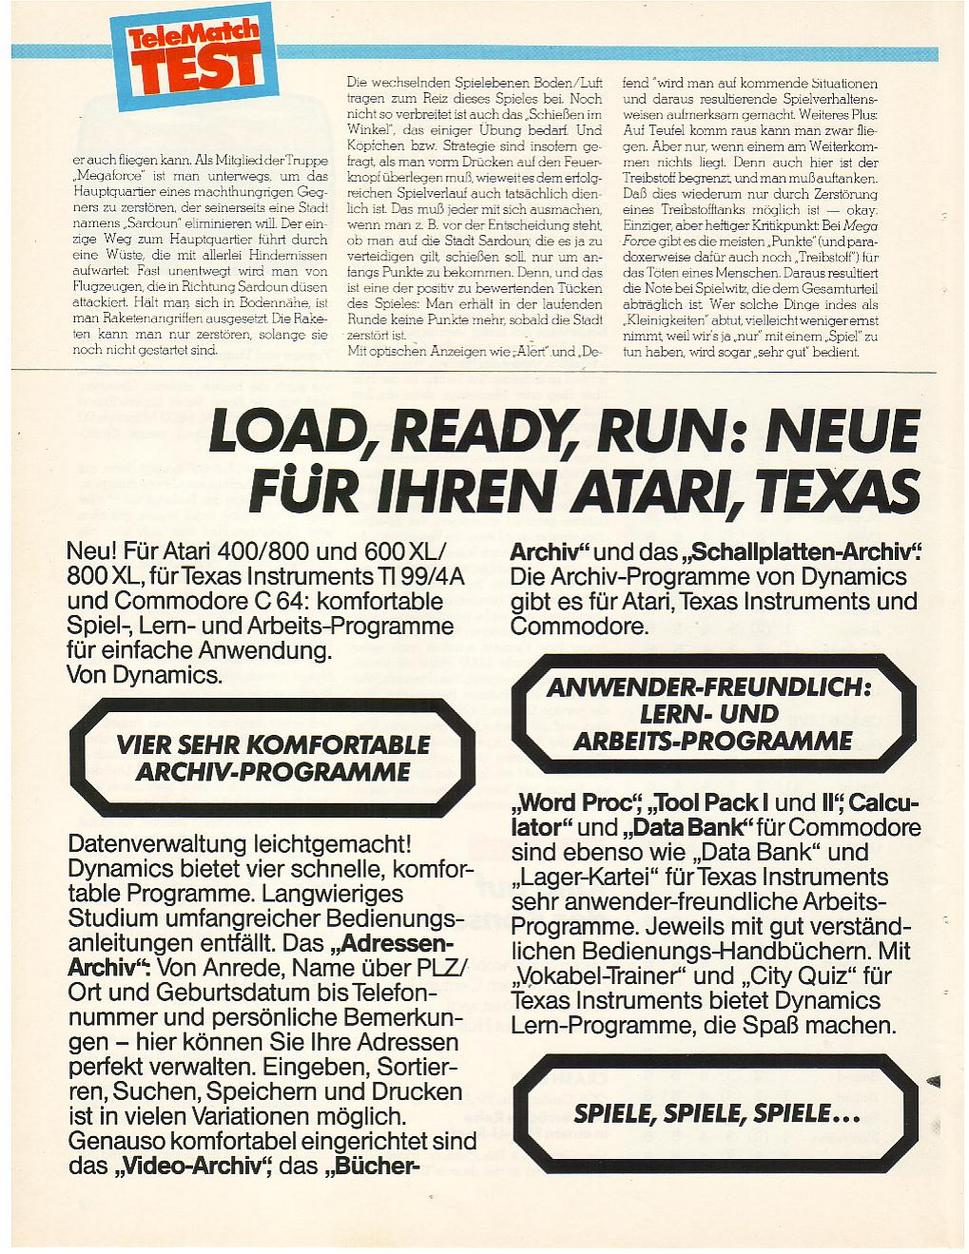 TeleMatch
TEST
er auch fliegen kann. Als Mitglied der Truppe
„Megaforce" ist man unterwegs, um das
Hauptquartier eines machthungrigen Geg-
ners zu zerstören, der seinerseits eine Stadt
namens „Sardoun" eliminieren will. Der ein-
zige Weg zum Hauptquartier führt durch
eine Wüste, die mit allerlei Hindernissen
aufwartet: Fast unentwegt wird man von
Flugzeugen, die in Richtung Sardoun düsen
attackiert. Hält man sich in Bodennähe, ist
man Raketenangriffen ausgesetzt. Die Rake-
ten kann man nur zerstören, solange sie
noch nicht gestartet sind.
Die wechselnden Spielebenen Boden/Luft
tragen zum Reiz dieses Spieles bei. Noch
nicht so verbreitet ist auch das „Schießen im
Winkel", das einiger Übung bedarf. Und
Köpfchen bzw. Strategie sind insofern ge-
fragt, als man vorm Drücken auf den Feuer-
knopf überlegen muß, wieweit es dem erfolg-
reichen Spielverlauf auch tatsächlich dien-
lich ist. Das muß jeder mit sich ausmachen,
wenn man z. B. vor der Entscheidung steht,
ob man auf die Stadt Sardoun, die es ja zu
verteidigen gilt, schießen soll, nur um an-
fangs Punkte zu bekommen. Denn, und das
ist eine der positiv zu bewertenden Tücken
des Spieles: Man erhält in der laufenden
Runde keine Punkte mehr, sobald die Stadt
zerstört ist.
Mit optischen Anzeigen wie „Alert" und „De-
fend "wird man auf kommende Situationen
und daraus resultierende Spielverhaltens-
weisen aufmerksam gemacht. Weiteres Plus:
Auf Teufel komm raus kann man zwar flie-
gen. Aber nur, wenn einem am Weiterkom-
men nichts liegt. Denn auch hier ist der
Treibstoff begrenzt, und man muß auftanken.
Daß dies wiederum nur durch Zerstörung
eines Treibstofftanks möglich ist — okay.
Einziger, aber heftiger Kritikpunkt: Bei Mega
Force gibt es die meisten „Punkte" (und para-
doxerweise dafür auch noch „Treibstoff") für
das Töten eines Menschen. Daraus resultiert
die Note bei Spielwitz, die dem Gesamturteil
abträglich ist. Wer solche Dinge indes als
„Kleinigkeiten" abtut, vielleicht weniger ernst
nimmt, weil wir's ja „nur" mit einem „Spiel" zu
tun haben, wird sogar „sehr gut" bedient.
LOAD, READY, RUN: NEUE
FÜR IHREN ATARI, TEXAS
Neu! Für Atari 400/800 und 600 XL/
800 XL, für Texas Instruments TI 99/4A
und Commodore C 64: komfortable
Spiel-, Lern- und Arbeits-Programme
für einfache Anwendung.
Von Dynamics.
VIER SEHR KOMFORTABLE
ARCHIV-PROGRAMME
Datenverwaltung leichtgemacht!
Dynamics bietet vier schnelle, komfor-
table Programme. Langwieriges
Studium umfangreicher Bedienungs-
anleitungen entfällt. Das „Adressen-
Archiv": Von Anrede, Name über PLZ/
Ort und Geburtsdatum bis Telefon-
nummer und persönliche Bemerkun-
gen – hier können Sie Ihre Adressen
perfekt verwalten. Eingeben, Sortier-
ren, Suchen, Speichern und Drucken
ist in vielen Variationen möglich.
Genauso komfortabel eingerichtet sind
das „Video-Archiv", das „Bücher-
Archiv" und das „Schallplatten-Archiv".
Die Archiv-Programme von Dynamics
gibt es für Atari, Texas Instruments und
Commodore.
ANWENDER-FREUNDLICH:
LERN- UND
ARBEITS-PROGRAMME
„Word Proc", „Tool Pack I und II", Calcu-
lator" und „Data Bank" für Commodore
sind ebenso wie „Data Bank" und
„Lager-Kartei" für Texas Instruments
sehr anwender-freundliche Arbeits-
Programme. Jeweils mit gut verständ-
lichen Bedienungs-Handbüchern. Mit
„Vokabel-Trainer" und „City Quiz" für
Texas Instruments bietet Dynamics
Lern-Programme, die Spaß machen.
SPIELE, SPIELE, SPIELE...